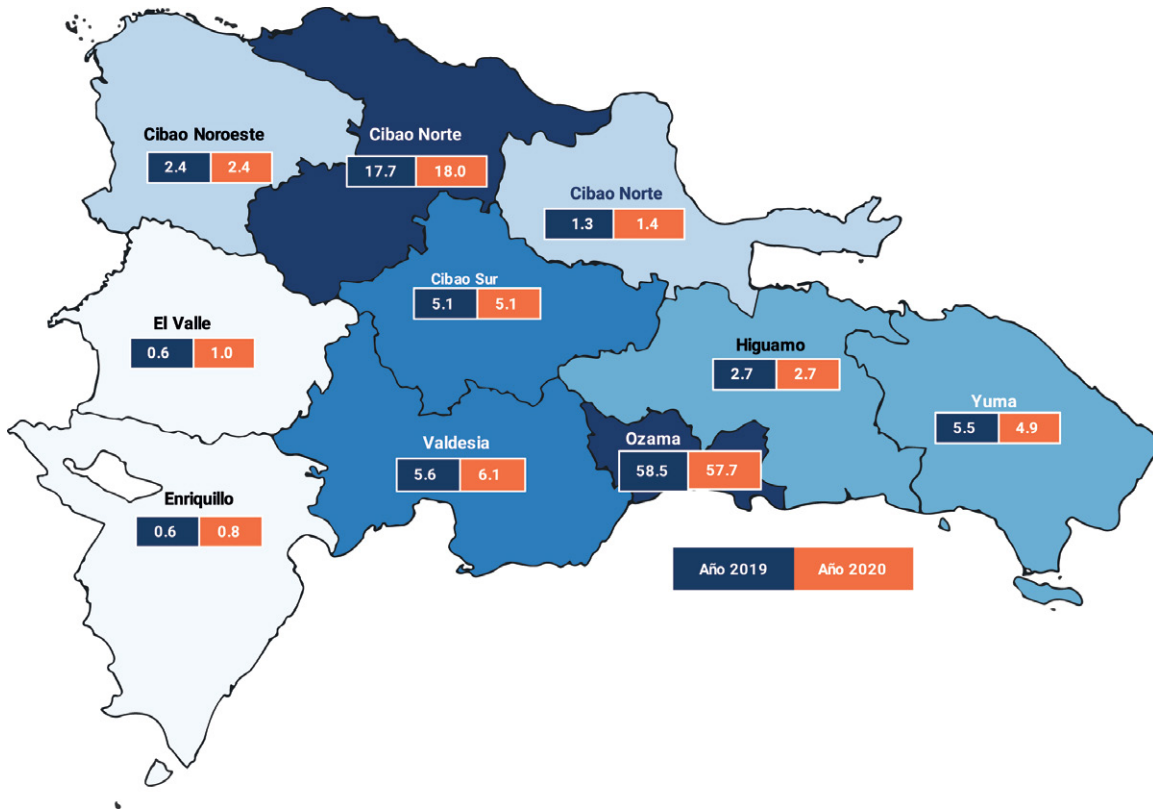 Cibao Noroeste
2.4 2.4
Cibao Norte
17.7 18.0
Cibao Norte
1.3 1.4
Cibao Sur
5.1 5.1
El Valle
0.6 1.0
Higuamo
2.7 2.7
Yuma
5.5 4.9
Valdesia
5.6 6.1
Ozama
58.5 57.7
Enriquillo
0.6 0.8
Año 2019 Año 2020